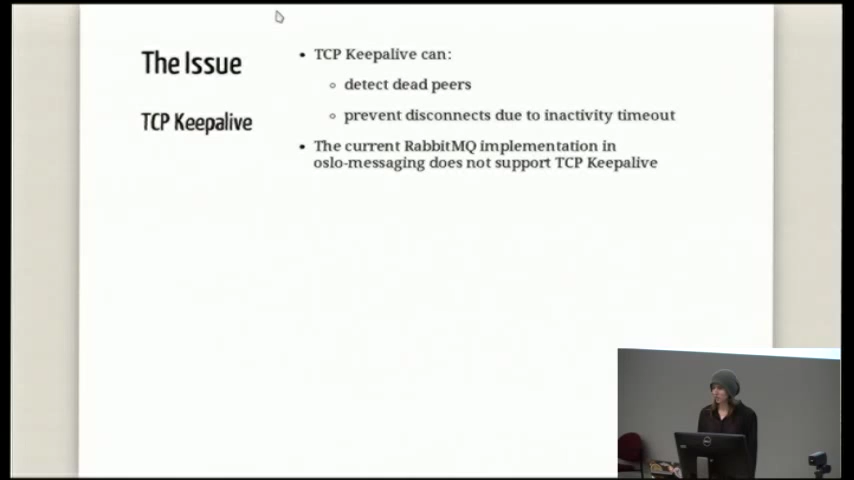 The Issue
TCP Keepalive
TCP Keepalive can:
detect dead peers
prevent disconnects due to inactivity timeout
The current RabbitMQ implementation in
oslo-messaging does not support TCP Keepalive